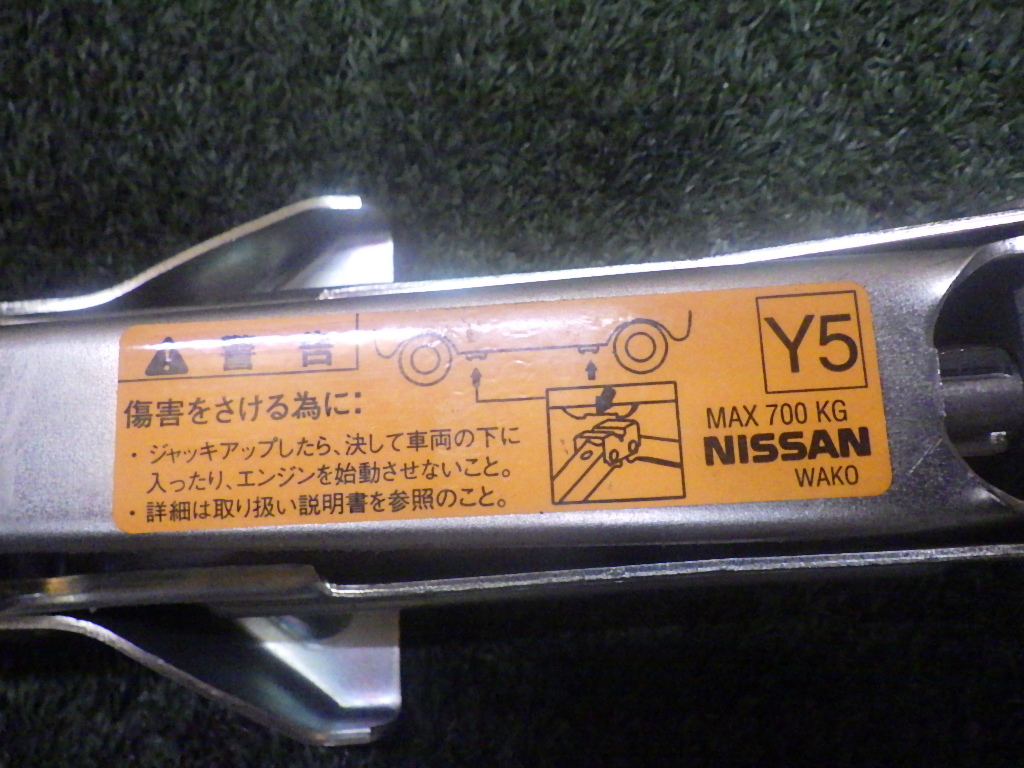 警告
傷害をさける為に:
・ジャッキアップしたら、決して車両の下に
入ったり、エンジンを始動させないこと。
・詳細は取り扱い説明書を参照のこと。
Y5
MAX 700 KG
NISSAN
WAKO